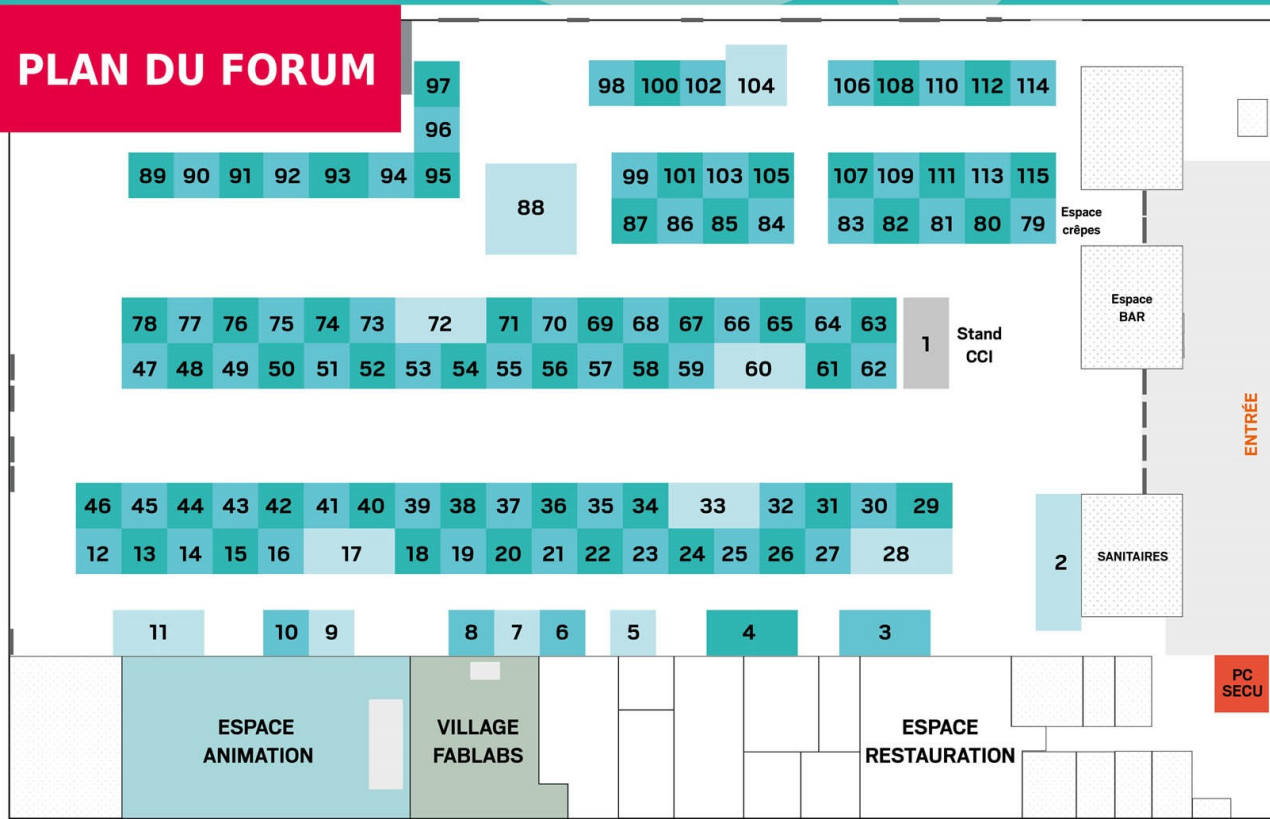 PLAN DU FORUM
97
98 100 102 104
106 108 110 112 114
96
89 90 91 92 93 94 95
88
99 101 103 105
87 86 85 84
107 109 111 113 115
83 82 81 80 79
Espace
crêpes
78 77 76 75 74 73 72 71 70 69 68 67 66 65 64 63
47 48 49 50 51 52 53 54 55 56 57 58 59 60 61 62
1
Stand
CCI
Espace
BAR
ENTRÉE
46 45 44 43 42 41 40 39 38 37 36 35 34 33 32 31 30 29
12 13 14 15 16 17 18 19 20 21 22 23 24 25 26 27 28
2
SANITAIRES
11 10 9 8 7 6 5 4 3
ESPACE
ANIMATION
VILLAGE
FABLABS
ESPACE
RESTAURATION
PC
SECU